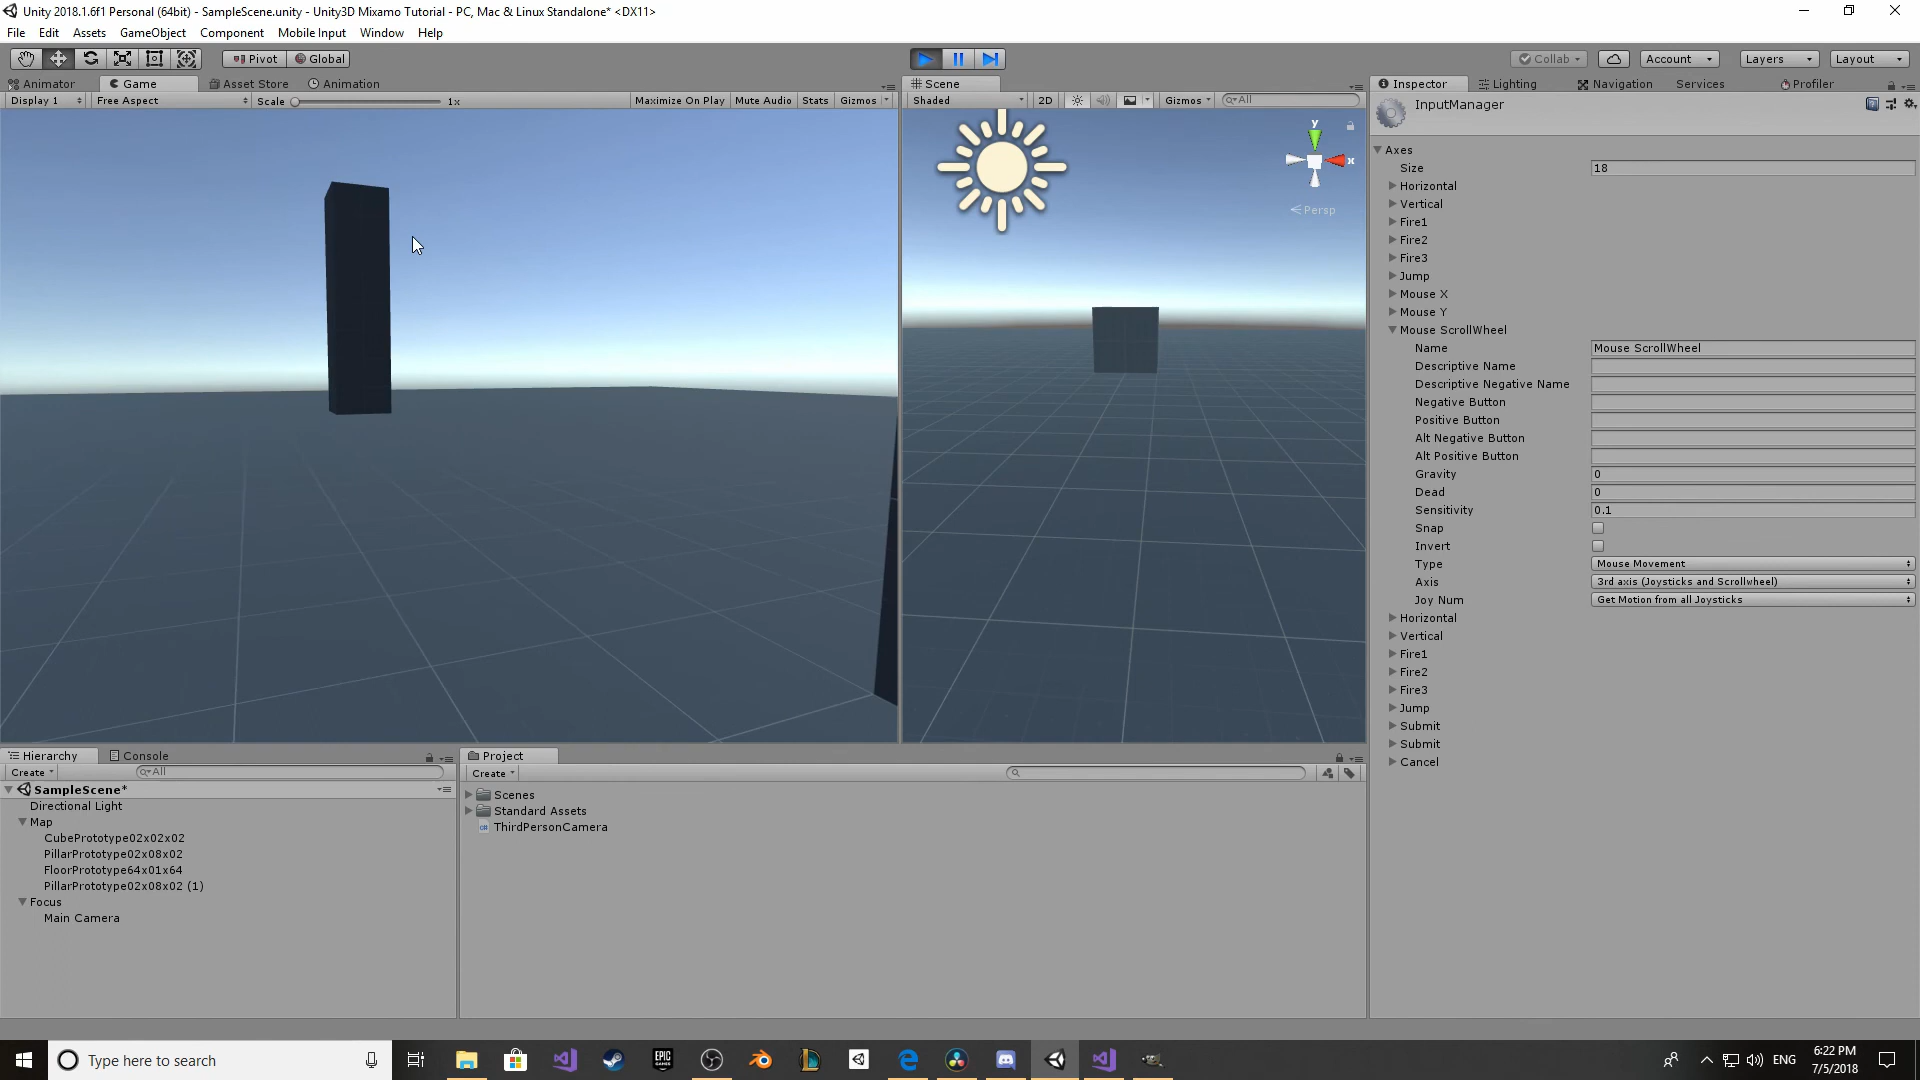 Unity 2018.1.6f1 Personal (64bit) - SampleScene.unity - Unity3D Mixamo Tutorial - PC, Mac & Linux Standalone* <DX11>
File Edit Assets GameObject Component Mobile Input Window Help
Pivot Global Collab Account Layers Layout
Animator Game Asset Store Animation
Display 1 Free Aspect Scale 1x Maximize On Play Mute Audio Stats Gizmos
Scene
Shaded 2D Gizmos All
y
x
Persp
Inspector Lighting Navigation Services Profiler
InputManager
Axes
Size 18
Horizontal
Vertical
Fire1
Fire2
Fire3
Jump
Mouse X
Mouse Y
Mouse ScrollWheel
Name Mouse ScrollWheel
Descriptive Name
Descriptive Negative Name
Negative Button
Positive Button
Alt Negative Button
Alt Positive Button
Gravity 0
Dead 0
Sensitivity 0.1
Snap
Invert
Type Mouse Movement
Axis 3rd axis (Joysticks and Scrollwheel)
Joy Num Get Motion from all Joysticks
Horizontal
Vertical
Fire1
Fire2
Fire3
Jump
Submit
Submit
Cancel
Hierarchy Console
Create All
SampleScene*
Directional Light
Map
CubePrototype02x02x02
PillarPrototype02x08x02
FloorPrototype64x01x64
PillarPrototype02x08x02 (1)
Focus
Main Camera
Project
Create
Scenes
Standard Assets
C# ThirdPersonCamera
Type here to search
EPIC GAMES
ENG
6:22 PM
7/5/2018